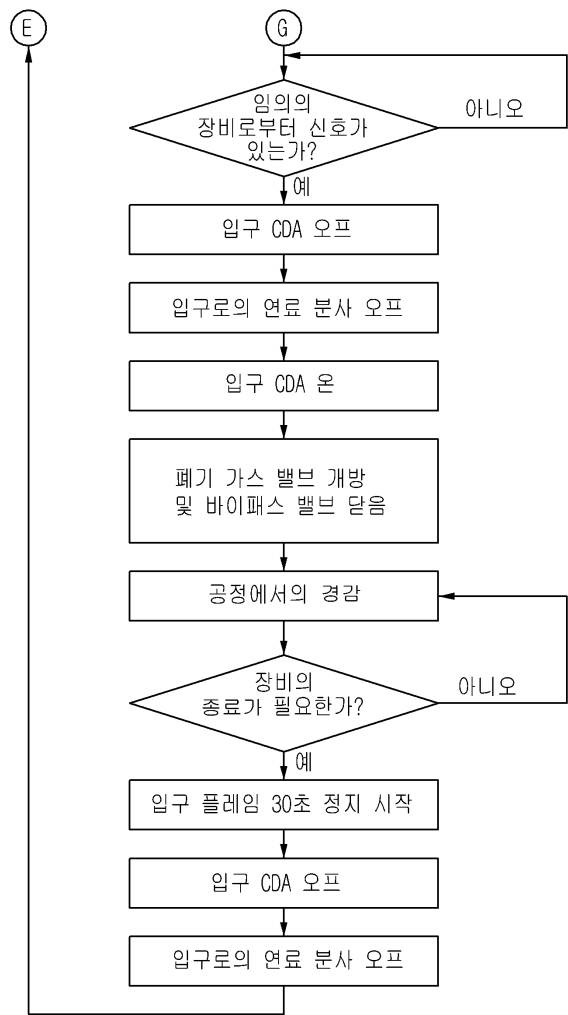 E
G
임의의
장비로부터 신호가
있는가?
아니오
예
입구 CDA 오프
입구로의 연료 분사 오프
입구 CDA 온
폐기 가스 밸브 개방
및 바이패스 밸브 닫음
공정에서의 경감
장비의
종료가 필요한가?
아니오
예
입구 플레임 30초 정지 시작
입구 CDA 오프
입구로의 연료 분사 오프